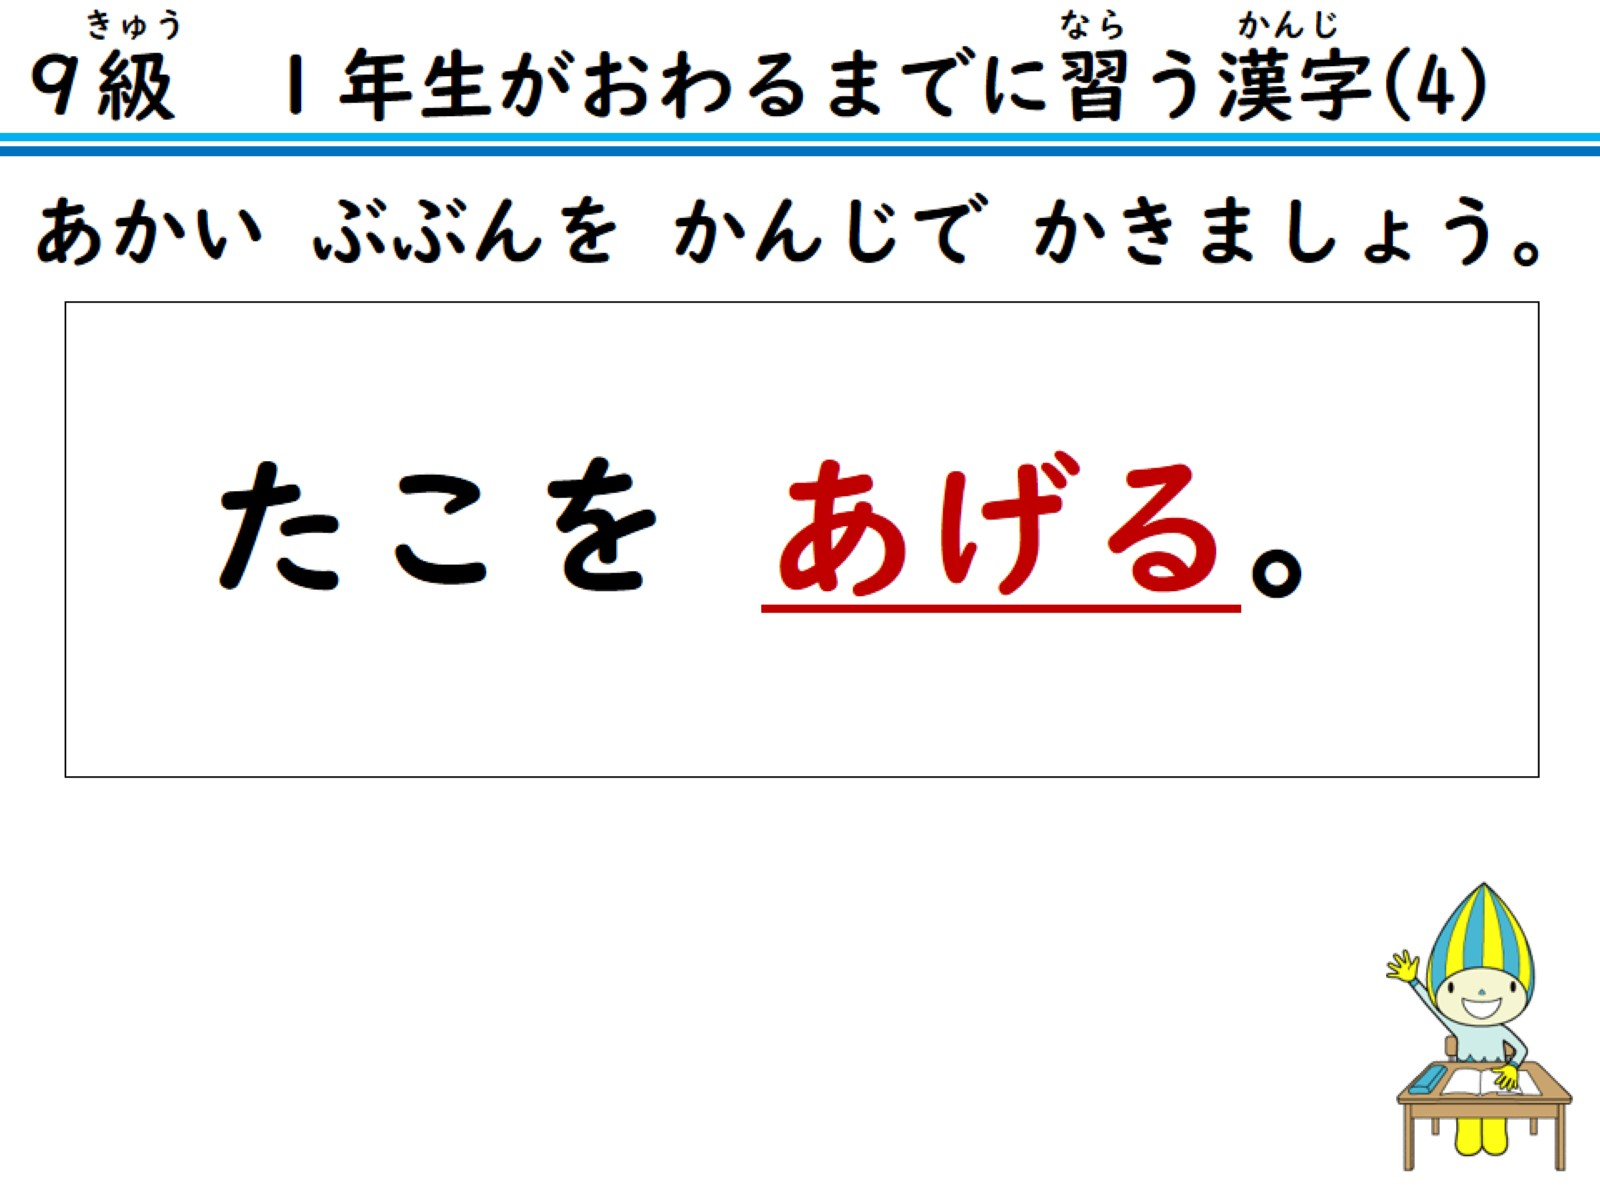 きゅう なら かんじ
9級 1年生がおわるまでに習う漢字(4)
あかい ぶぶんを かんじで かきましょう。
たこを あげる。